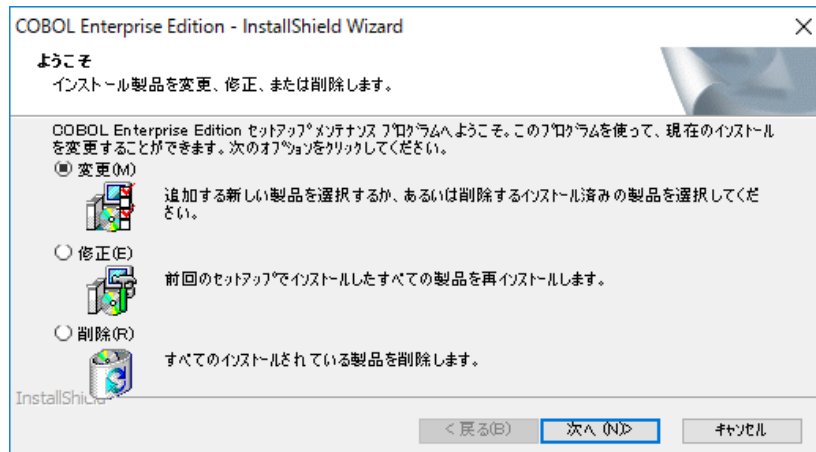 COBOL Enterprise Edition - InstallShield Wizard
ようこそ
インストール製品を変更、修正、または削除します。
COBOL Enterprise Edition セットアップ メンテナンス プログラムへようこそ。このプログラムを使って、現在のインストール
を変更することができます。次のオプションをクリックしてください。
変更(M)
追加する新しい製品を選択するか、あるいは削除するインストール済みの製品を選択してくだ
さい。
修正(E)
前回のセットアップでインストールしたすべての製品を再インストールします。
削除(R)
すべてのインストールされている製品を削除します。
InstallShield
< 戻る(B)
次へ (N)>
キャンセル